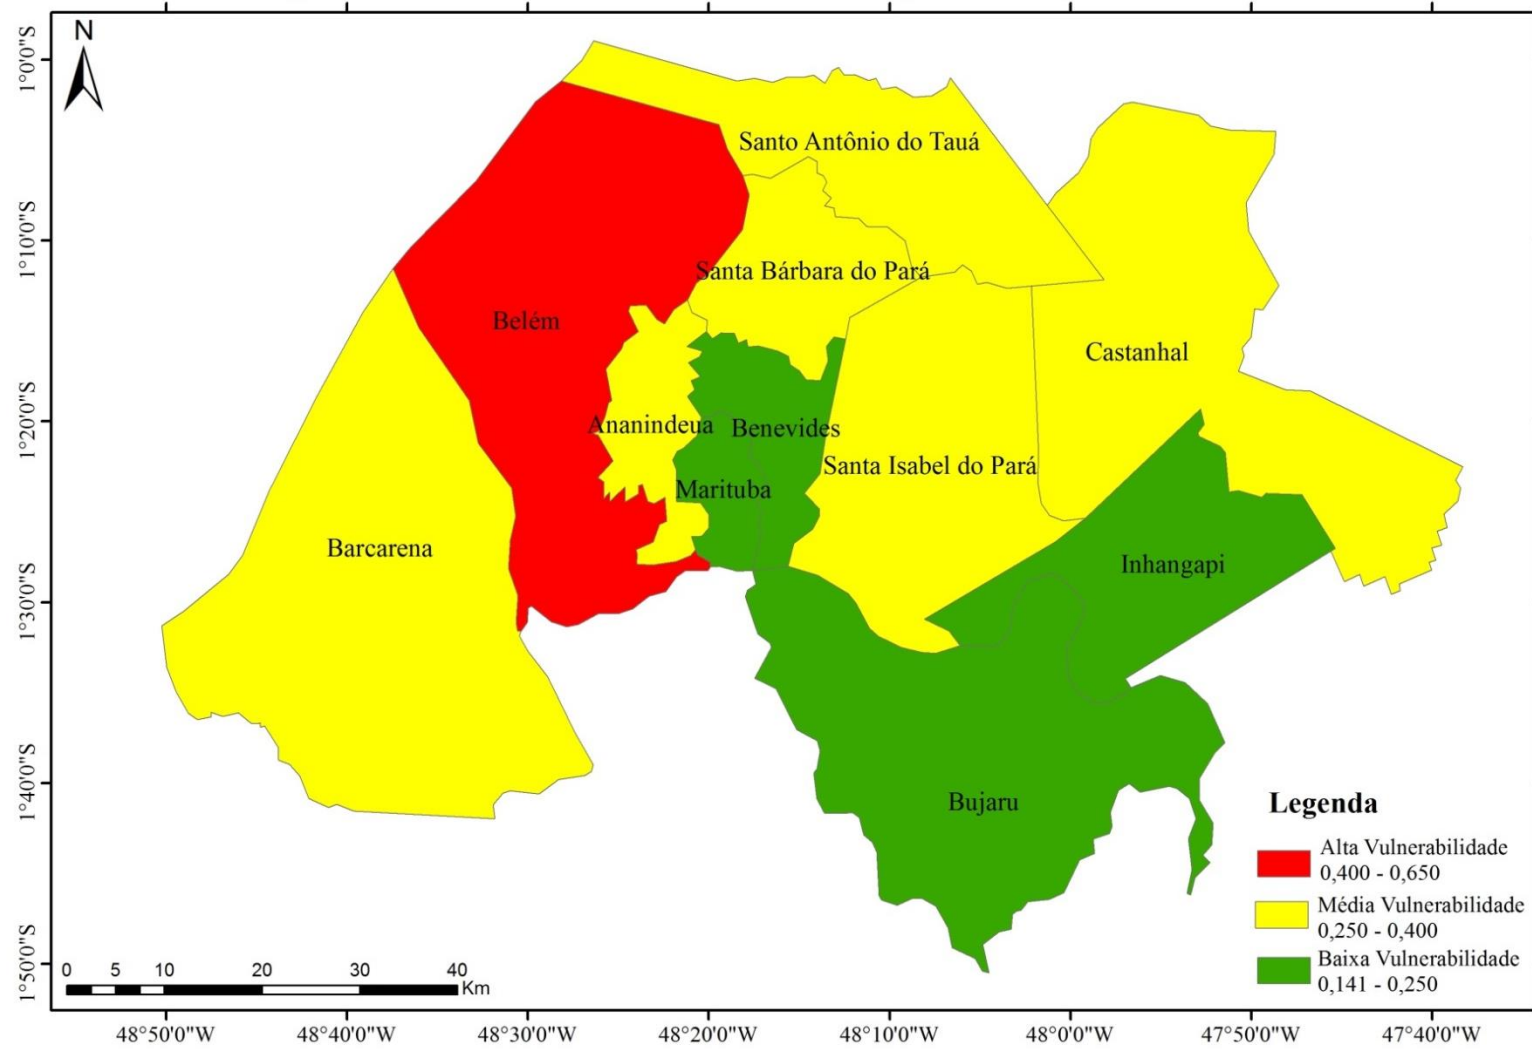 N
1°0'0"S
1°10'0"S
1°20'0"S
1°30'0"S
1°40'0"S
1°50'0"S
Santo Antônio do Tauá
Santa Bárbara do Pará
Belém
Castanhal
Ananindeua
Benevides
Santa Isabel do Pará
Marituba
Barcarena
Inhangapi
Bujaru
Legenda
Alta Vulnerabilidade
0,400 - 0,650
Média Vulnerabilidade
0,250 - 0,400
Baixa Vulnerabilidade
0,141 - 0,250
0 5 10 20 30 40
Km
48°50'0"W 48°40'0"W 48°30'0"W 48°20'0"W 48°10'0"W 48°0'0"W 47°50'0"W 47°40'0"W